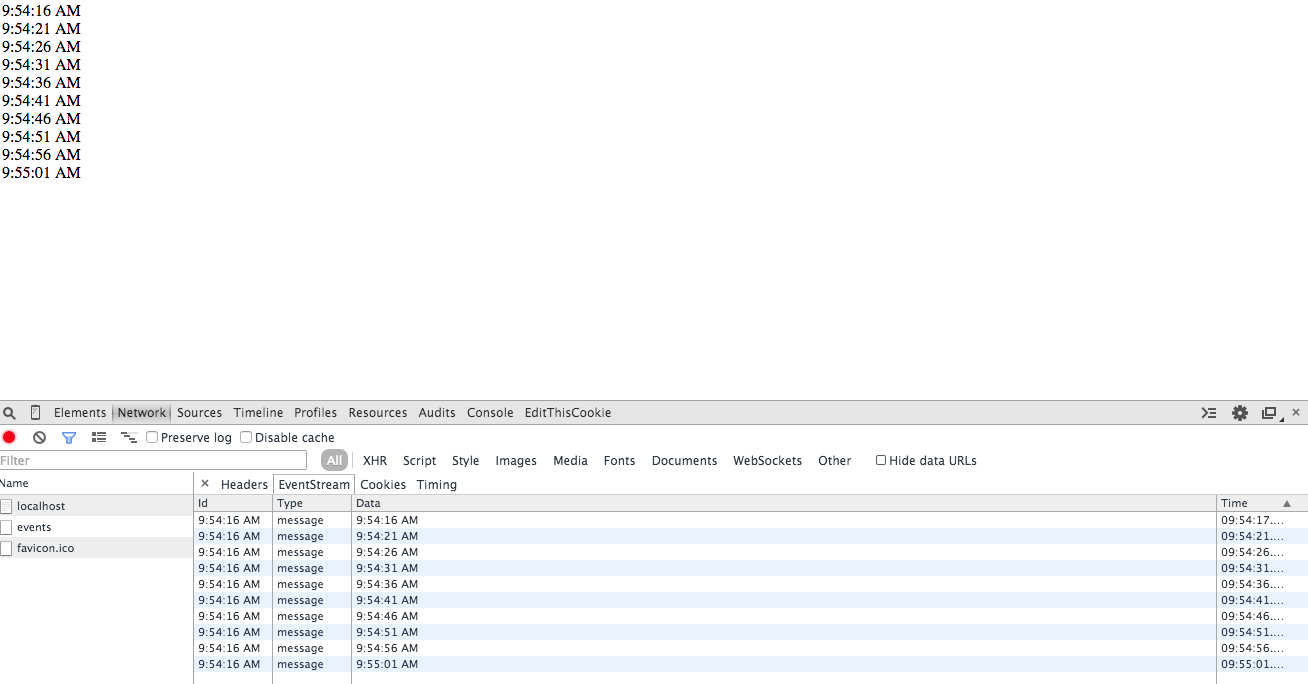 9:54:16 AM
9:54:21 AM
9:54:26 AM
9:54:31 AM
9:54:36 AM
9:54:41 AM
9:54:46 AM
9:54:51 AM
9:54:56 AM
9:55:01 AM
Elements Network Sources Timeline Profiles Resources Audits Console EditThisCookie
Preserve log Disable cache
Filter All XHR Script Style Images Media Fonts Documents WebSockets Other Hide data URLs
Name × Headers EventStream Cookies Timing
Id Type Data Time
localhost
events
favicon.ico
9:54:16 AM message 9:54:16 AM 09:54:17....
9:54:16 AM message 9:54:21 AM 09:54:21....
9:54:16 AM message 9:54:26 AM 09:54:26....
9:54:16 AM message 9:54:31 AM 09:54:31....
9:54:16 AM message 9:54:36 AM 09:54:36....
9:54:16 AM message 9:54:41 AM 09:54:41....
9:54:16 AM message 9:54:46 AM 09:54:46....
9:54:16 AM message 9:54:51 AM 09:54:51....
9:54:16 AM message 9:54:56 AM 09:54:56....
9:54:16 AM message 9:55:01 AM 09:55:01....